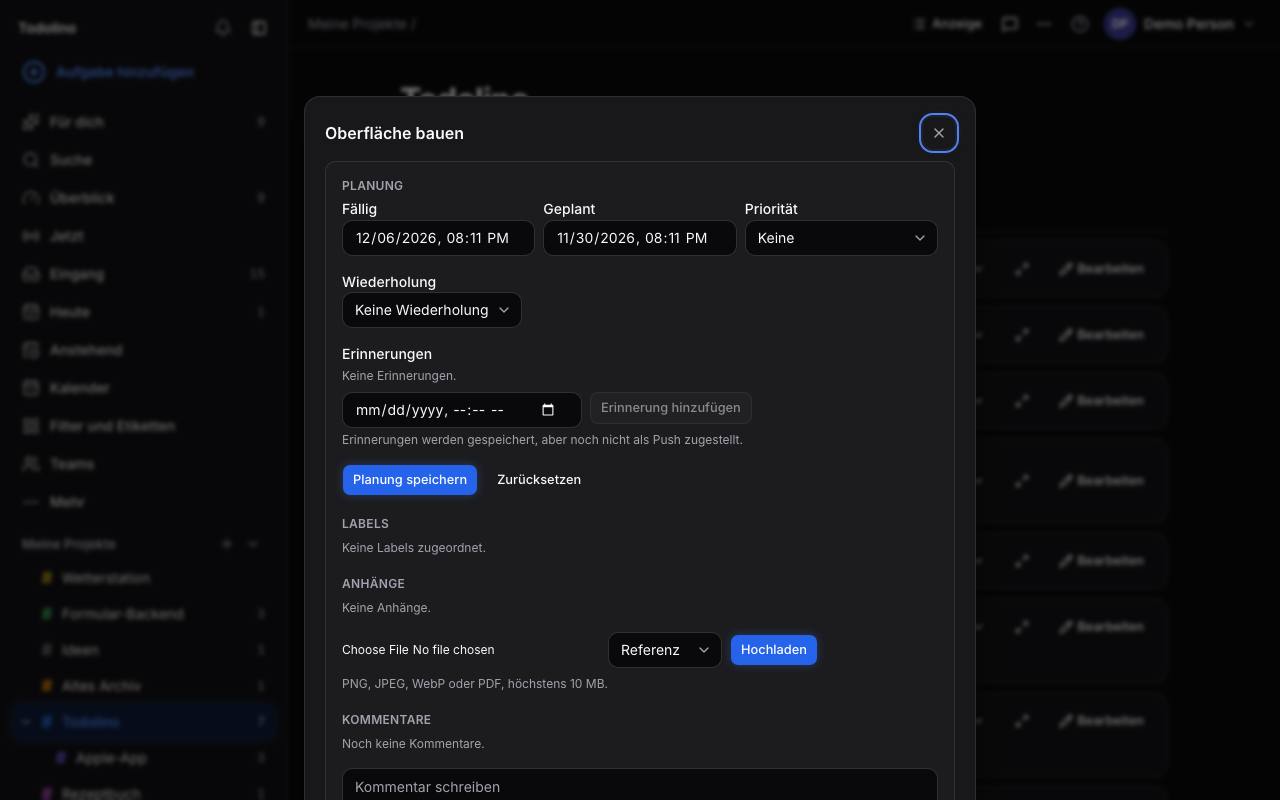 Todolino
Meine Projekte /
Anzeige
DP
Demo Person
Aufgabe hinzufügen
Für dich 9
Suche
Überblick 9
Jetzt
Eingang 15
Heute 1
Anstehend
Kalender
Filter und Etiketten
Teams
Mehr
Meine Projekte
# Wetterstation
# Formular-Backend 3
# Ideen 1
# Altes Archiv 1
# Todolino 7
# Apple-App 3
# Rezeptbuch 1
Todolino
Bearbeiten
Bearbeiten
Bearbeiten
Bearbeiten
Bearbeiten
Bearbeiten
Bearbeiten
Oberfläche bauen
PLANUNG
Fällig Geplant Priorität
12/06/2026, 08:11 PM 11/30/2026, 08:11 PM Keine
Wiederholung
Keine Wiederholung
Erinnerungen
Keine Erinnerungen.
mm/dd/yyyy, --:-- -- Erinnerung hinzufügen
Erinnerungen werden gespeichert, aber noch nicht als Push zugestellt.
Planung speichern Zurücksetzen
LABELS
Keine Labels zugeordnet.
ANHÄNGE
Keine Anhänge.
Choose File No file chosen Referenz Hochladen
PNG, JPEG, WebP oder PDF, höchstens 10 MB.
KOMMENTARE
Noch keine Kommentare.
Kommentar schreiben